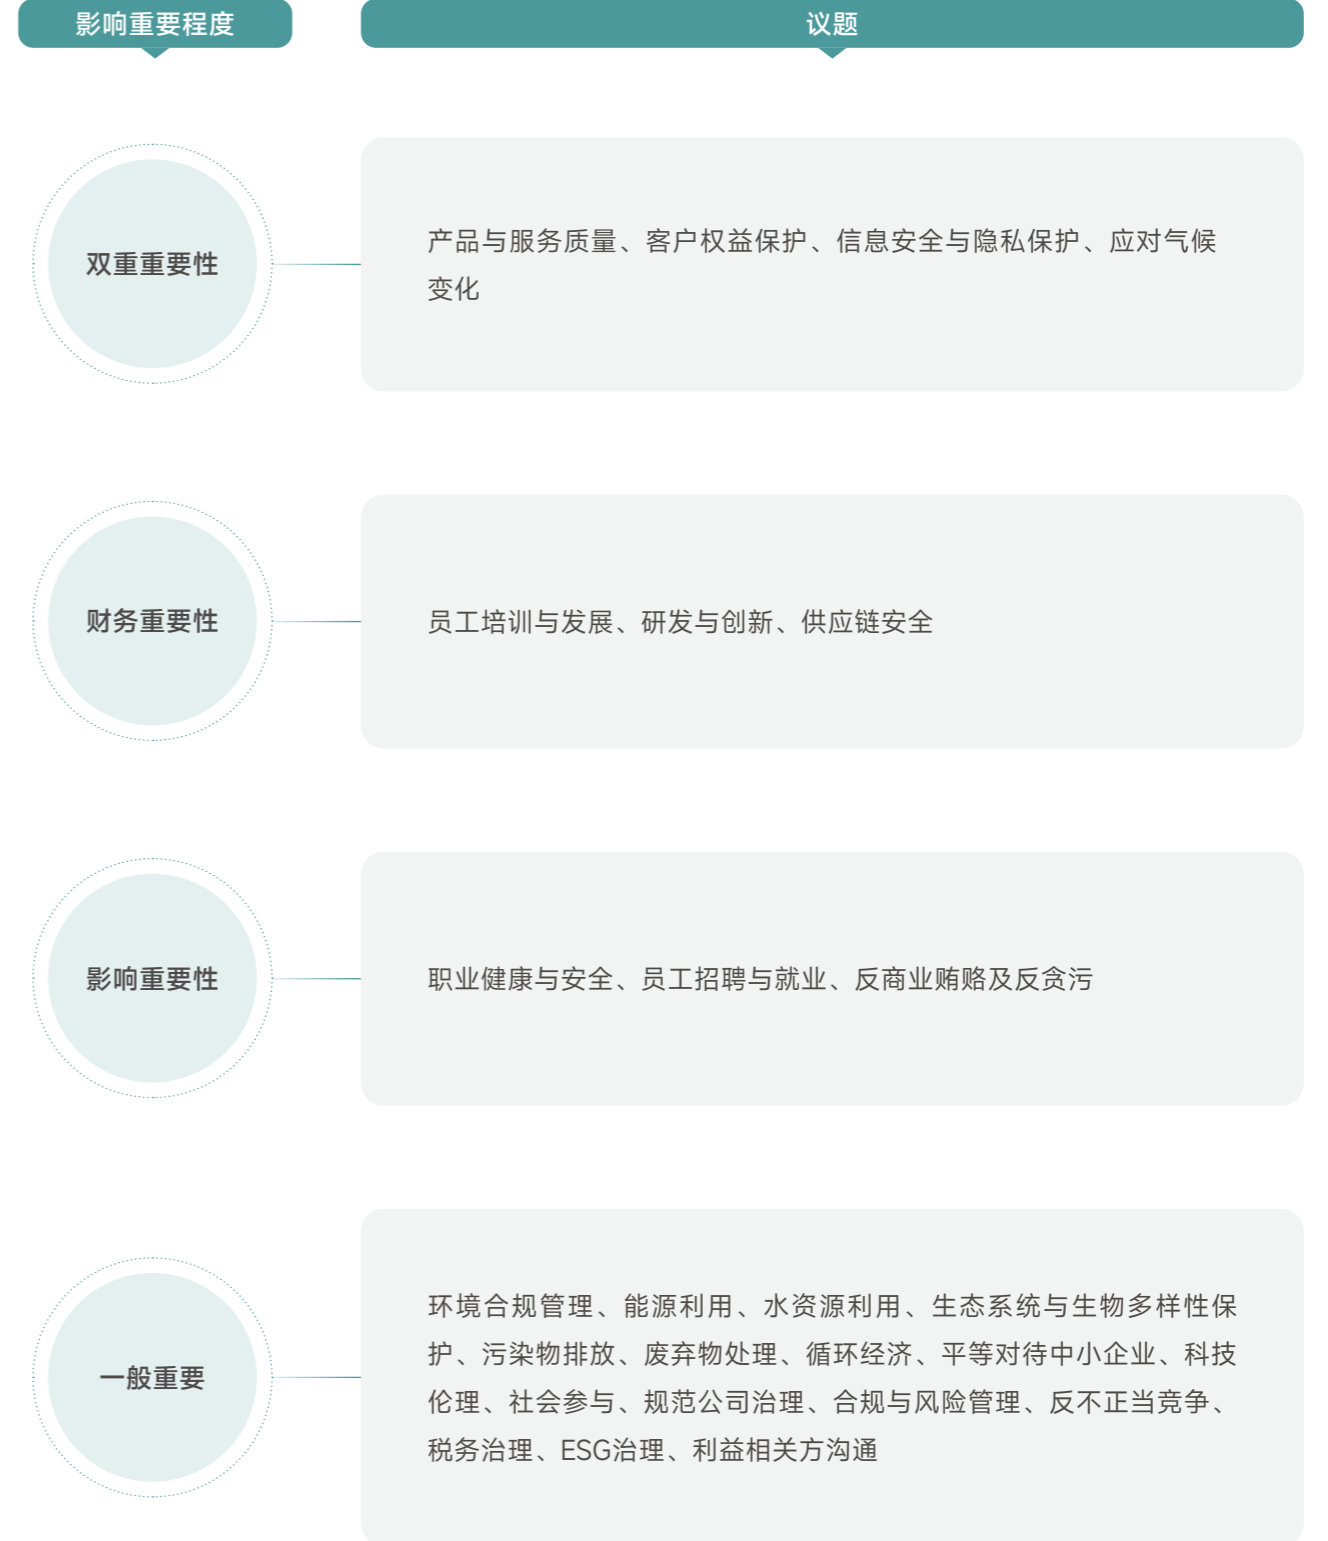 影响重要程度
议题
双重重要性
产品与服务质量、客户权益保护、信息安全与隐私保护、应对气候
变化
财务重要性
员工培训与发展、研发与创新、供应链安全
影响重要性
职业健康与安全、员工招聘与就业、反商业贿赂及反贪污
一般重要
环境合规管理、能源利用、水资源利用、生态系统与生物多样性保
护、污染物排放、废弃物处理、循环经济、平等对待中小企业、科技
伦理、社会参与、规范公司治理、合规与风险管理、反不正当竞争、
税务治理、ESG治理、利益相关方沟通